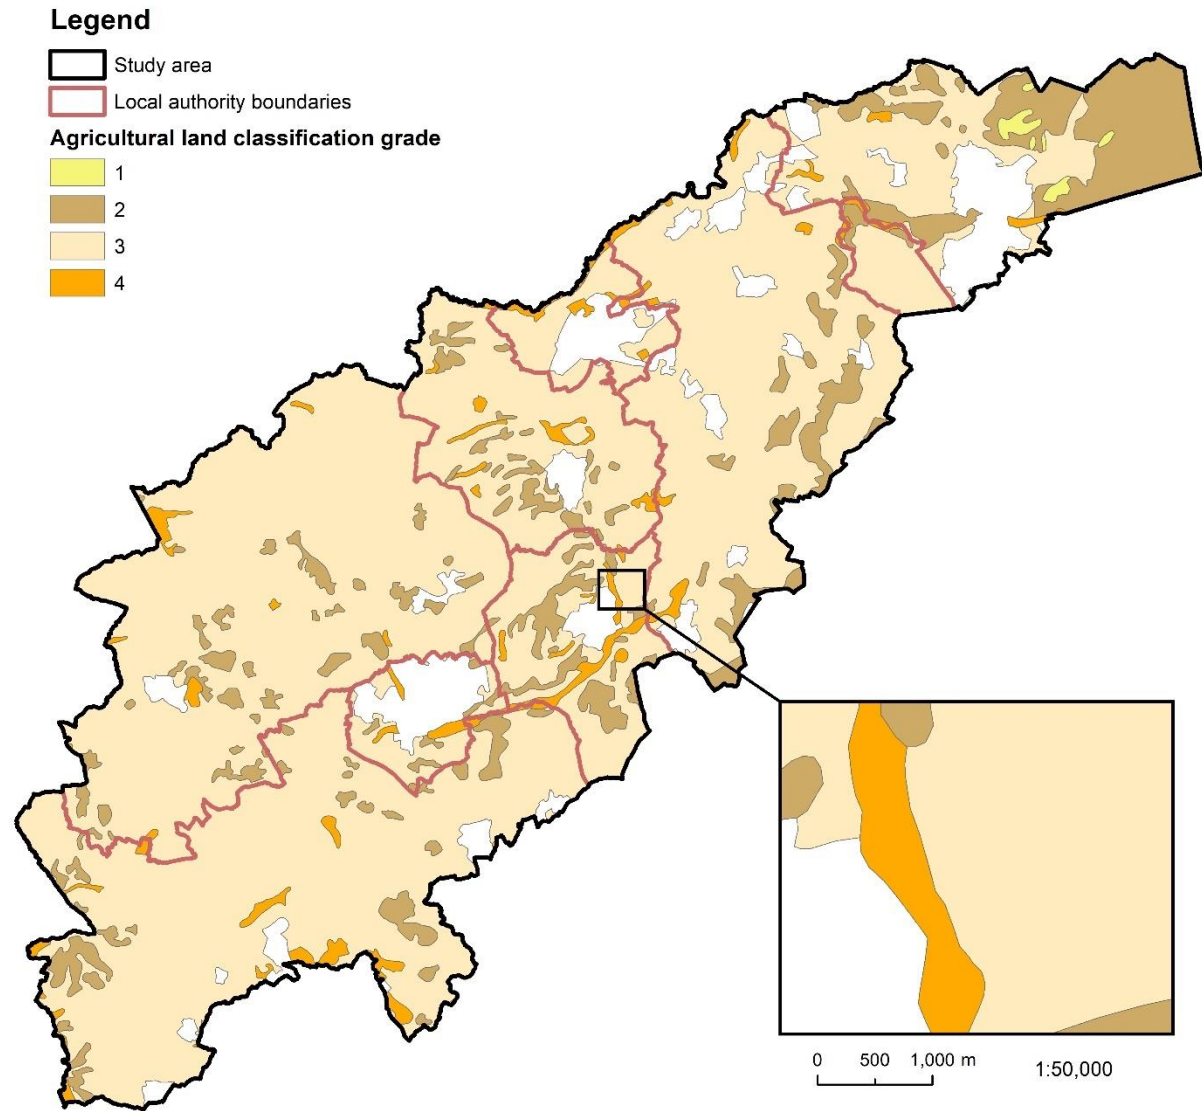 Legend
Study area
Local authority boundaries
Agricultural land classification grade
1
2
3
4
0 500 1,000 m
1:50,000